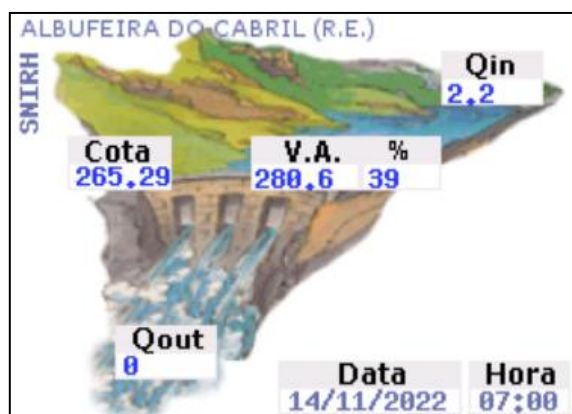 ALBUFEIRA DO CABRIL (R.E.)
SNIRH
Qin
2.2
Cota V.A. %
265.29 280.6 39
Qout
0
Data Hora
14/11/2022 07:00